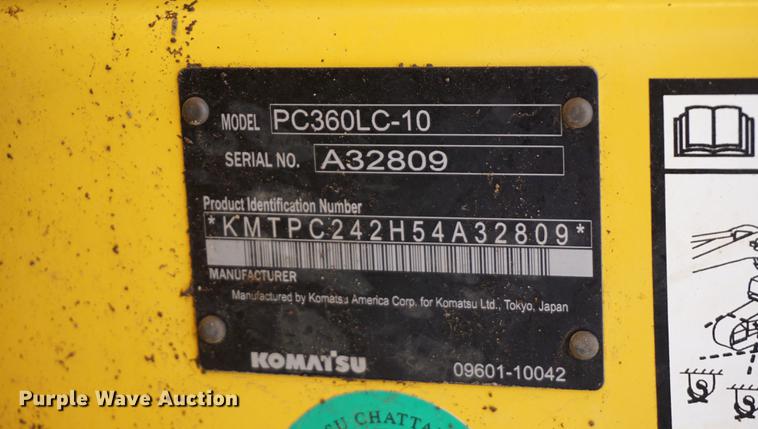 MODEL PC360LC-10
SERIAL NO. A32809
Product Identification Number
*KMTPC242H54A32809*
MANUFACTURER
Manufactured by Komatsu America Corp. for Komatsu Ltd., Tokyo, Japan
KOMATSU 09601-10042
Purple Wave Auction